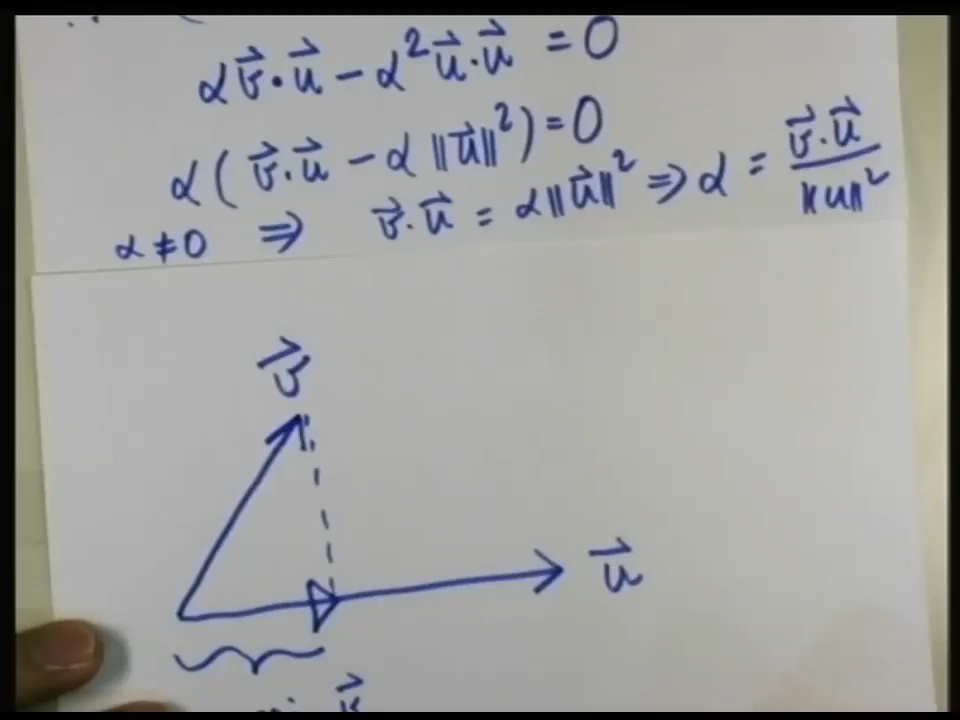 α v⃗ · u⃗ − α² u⃗ · u⃗ = 0
α ( v⃗ · u⃗ − α ‖u⃗‖² ) = 0
α ≠ 0 ⇒ v⃗ · u⃗ = α ‖u⃗‖² ⇒ α = v⃗ · u⃗ / ‖u‖²
v⃗
u⃗